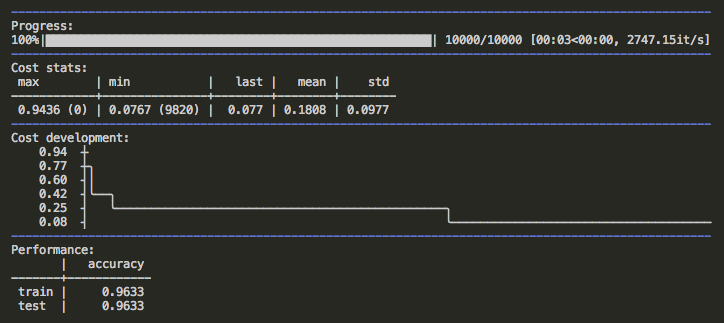 Progress:
100%| | 10000/10000 [00:03<00:00, 2747.15it/s]
Cost stats:
max | min | last | mean | std
0.9436 (0) | 0.0767 (9820) | 0.077 | 0.1808 | 0.0977
Cost development:
0.94
0.77
0.60
0.42
0.25
0.08
Performance:
| accuracy
train | 0.9633
test | 0.9633